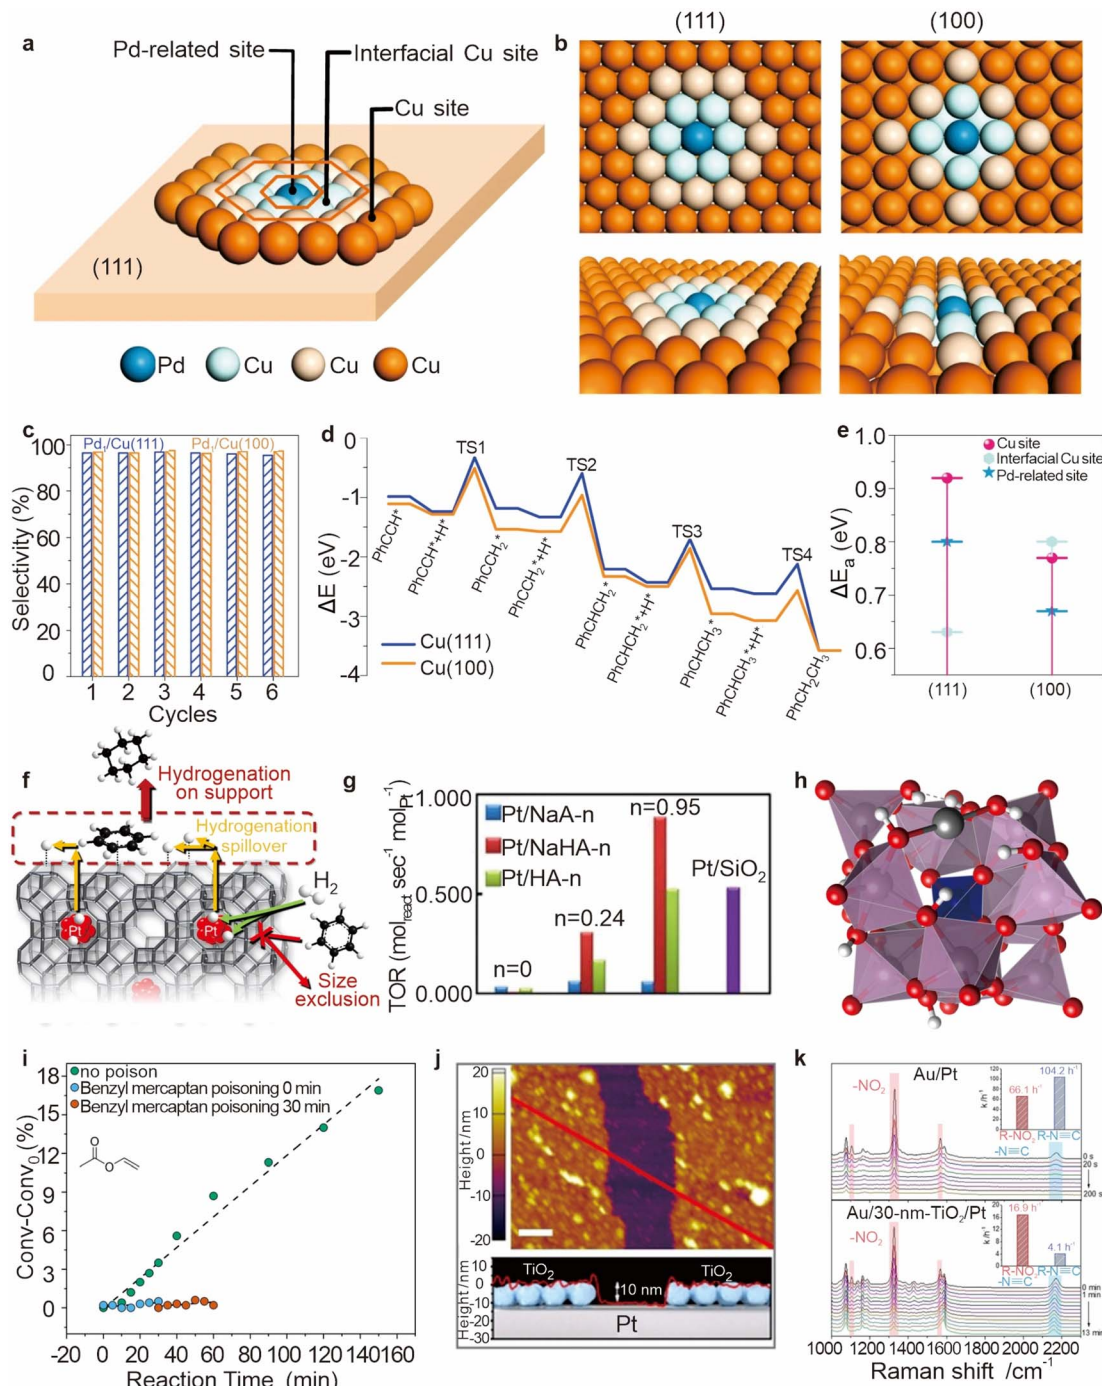 a
Pd-related site
Interfacial Cu site
Cu site
(111)
Pd
Cu
Cu
Cu
b
(111)
(100)
c
Pd₁/Cu(111)
Pd₁/Cu(100)
Selectivity (%)
100
80
60
40
20
0
1 2 3 4 5 6
Cycles
d
ΔE (eV)
0
-1
-2
-3
-4
TS1
TS2
TS3
TS4
PhCCH*
PhCCH*+H*
PhCCH₂*
PhCCH₂*+H*
PhCHCH₂*
PhCHCH₂*+H*
PhCHCH₃*
PhCHCH₃*+H*
PhCH₂CH₃
Cu(111)
Cu(100)
e
ΔEₐ (eV)
1.0
0.9
0.8
0.7
0.6
Cu site
Interfacial Cu site
Pd-related site
(111)
(100)
f
Hydrogenation
on support
Hydrogenation
spillover
H₂
Pt
Pt
Size
exclusion
g
TOR (mol_react sec⁻¹ mol_Pt⁻¹)
1.000
0.500
0.000
Pt/NaA-n
Pt/NaHA-n
Pt/HA-n
n=0
n=0.24
n=0.95
Pt/SiO₂
h
i
no poison
Benzyl mercaptan poisoning 0 min
Benzyl mercaptan poisoning 30 min
O
O
Conv-Conv₀(%)
18
15
12
9
6
3
0
-20 0 20 40 60 80 100 120 140 160
Reaction Time (min)
j
Height/nm
20
10
0
-10
-20
Height/nm
10
0
-10
-20
-30
TiO₂
TiO₂
10 nm
Pt
k
Au/Pt
-NO₂
k/h⁻¹
66.1 h⁻¹
104.2 h⁻¹
R-NO₂
R-N≡C
-N≡C
0 s
20 s
200 s
Au/30-nm-TiO₂/Pt
-NO₂
k/h⁻¹
16.9 h⁻¹
4.1 h⁻¹
R-NO₂
R-N≡C
-N≡C
0 min
1 min
13 min
1000 1200 1400 1600 1800 2200
Raman shift /cm⁻¹